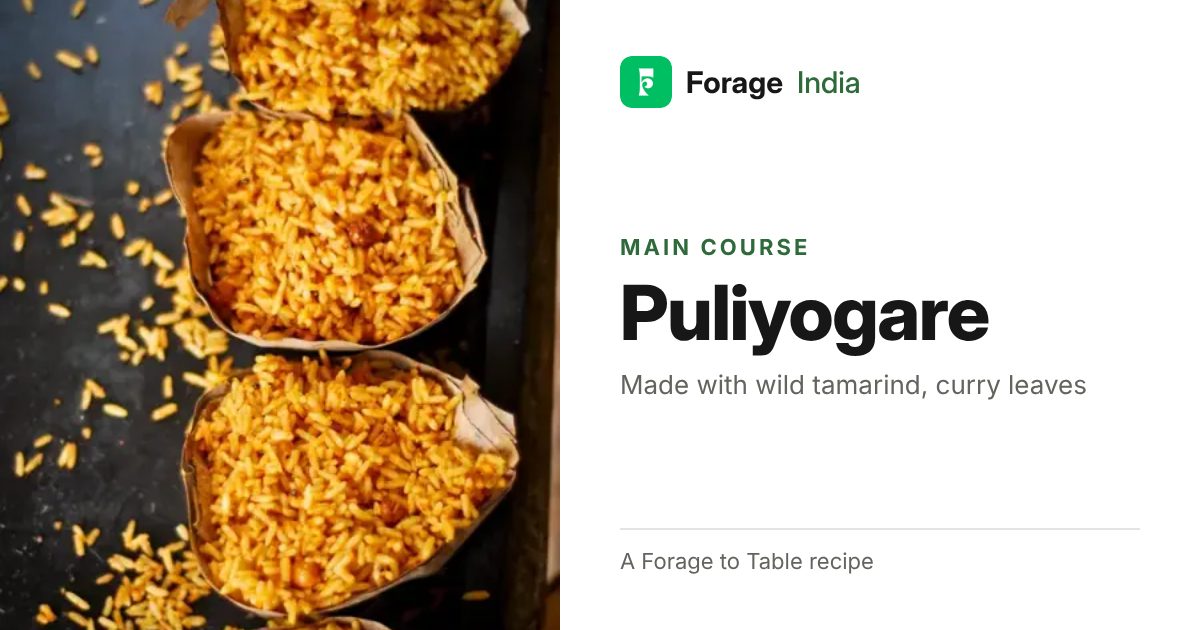 Forage India
MAIN COURSE
Puliyogare
Made with wild tamarind, curry leaves
A Forage to Table recipe